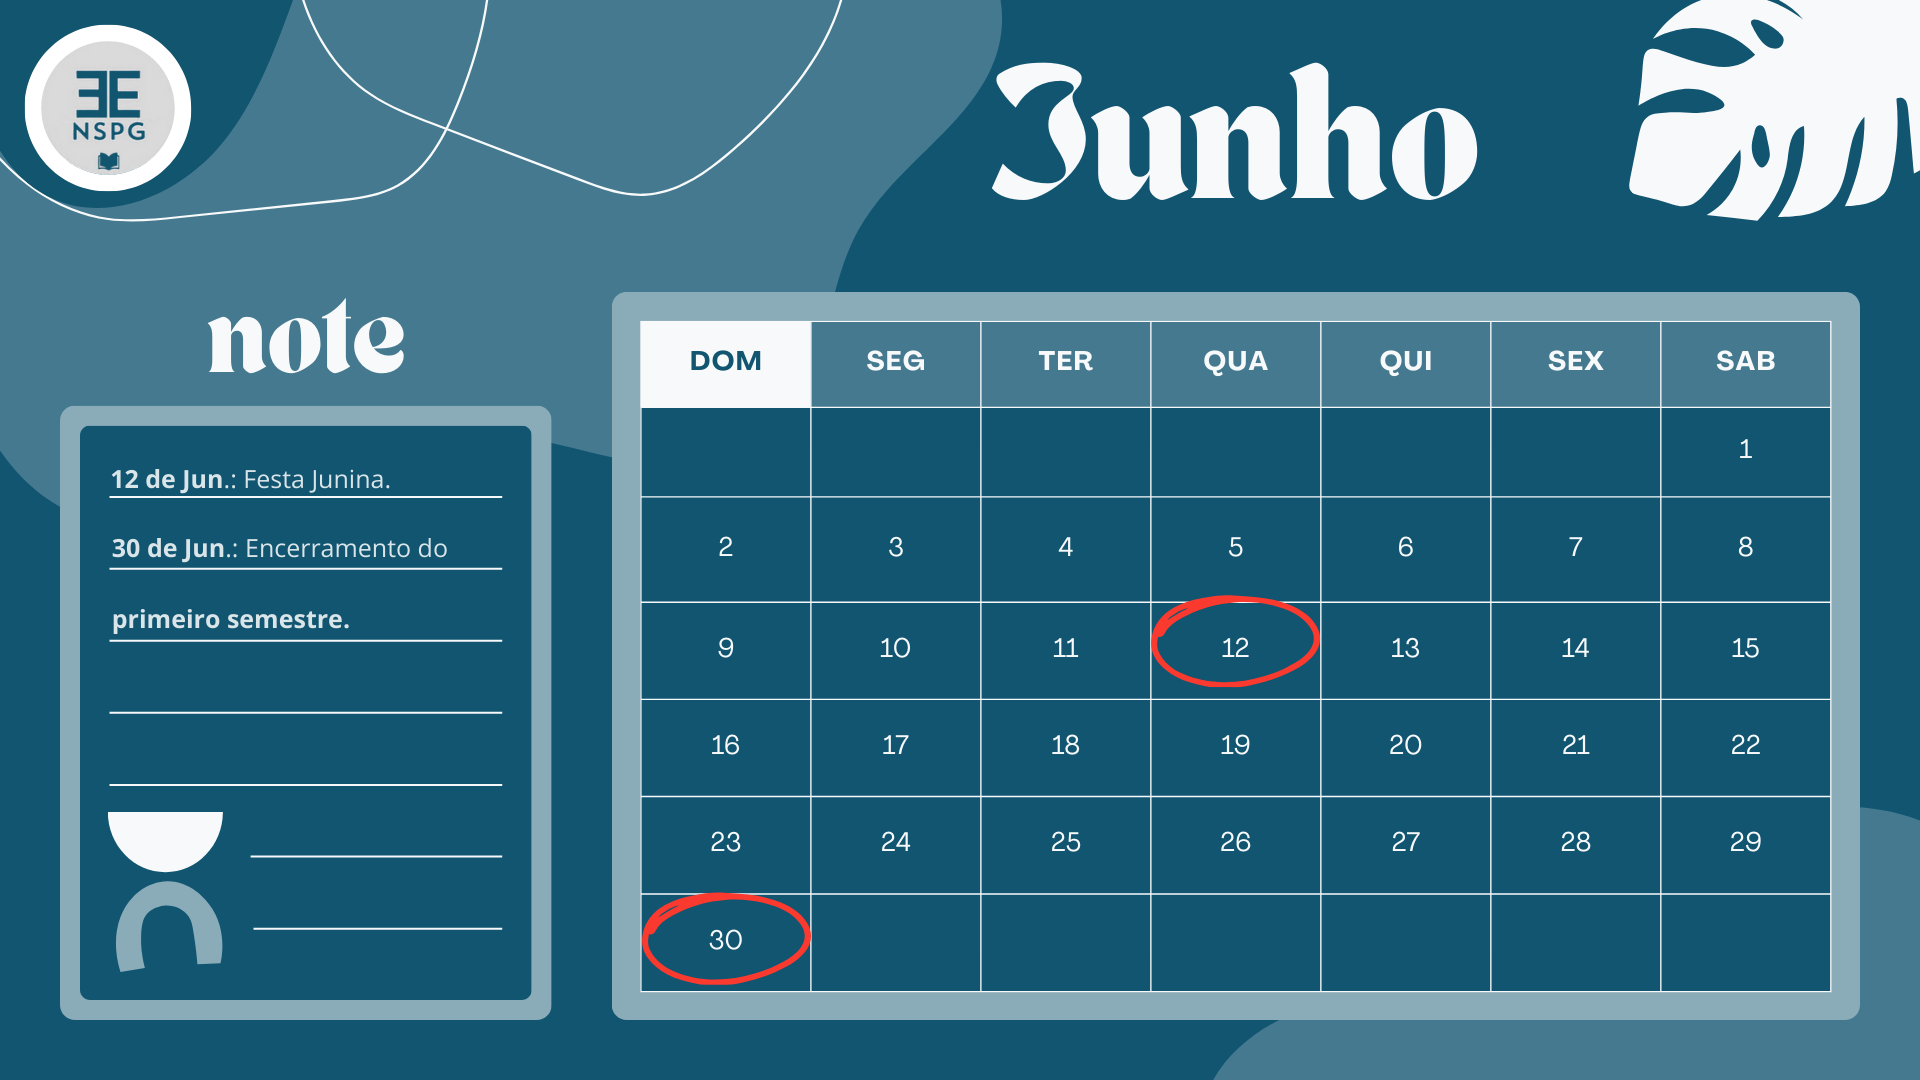 ƎE
NSPG
Junho
note
12 de Jun.: Festa Junina.
30 de Jun.: Encerramento do
primeiro semestre.
DOM SEG TER QUA QUI SEX SAB
1
2 3 4 5 6 7 8
9 10 11 12 13 14 15
16 17 18 19 20 21 22
23 24 25 26 27 28 29
30